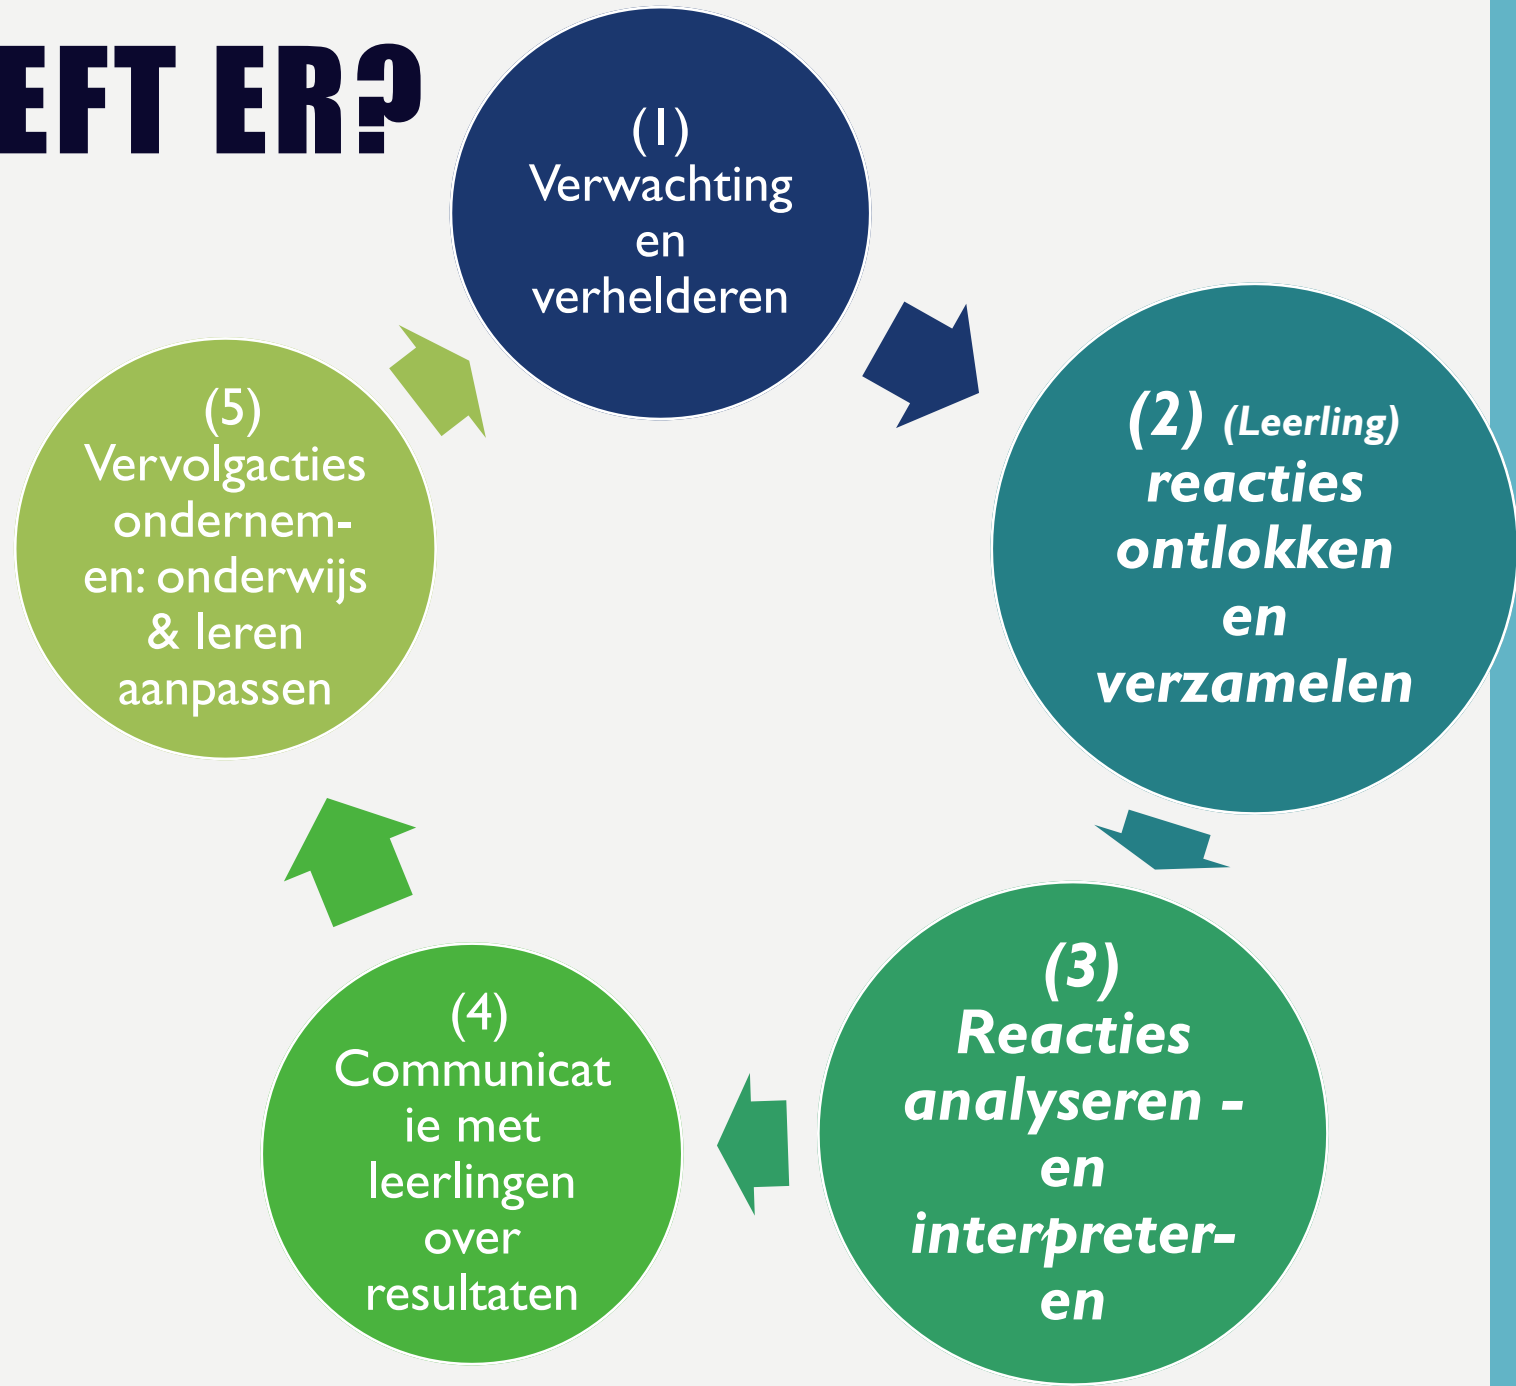 EFT ER?
(1)
Verwachting
en
verhelderen
(2) (Leerling)
reacties
ontlokken
en
verzamelen
(3)
Reacties
analyseren -
en
interpreter-
en
(4)
Communicat
ie met
leerlingen
over
resultaten
(5)
Vervolgacties
ondernem-
en: onderwijs
& leren
aanpassen